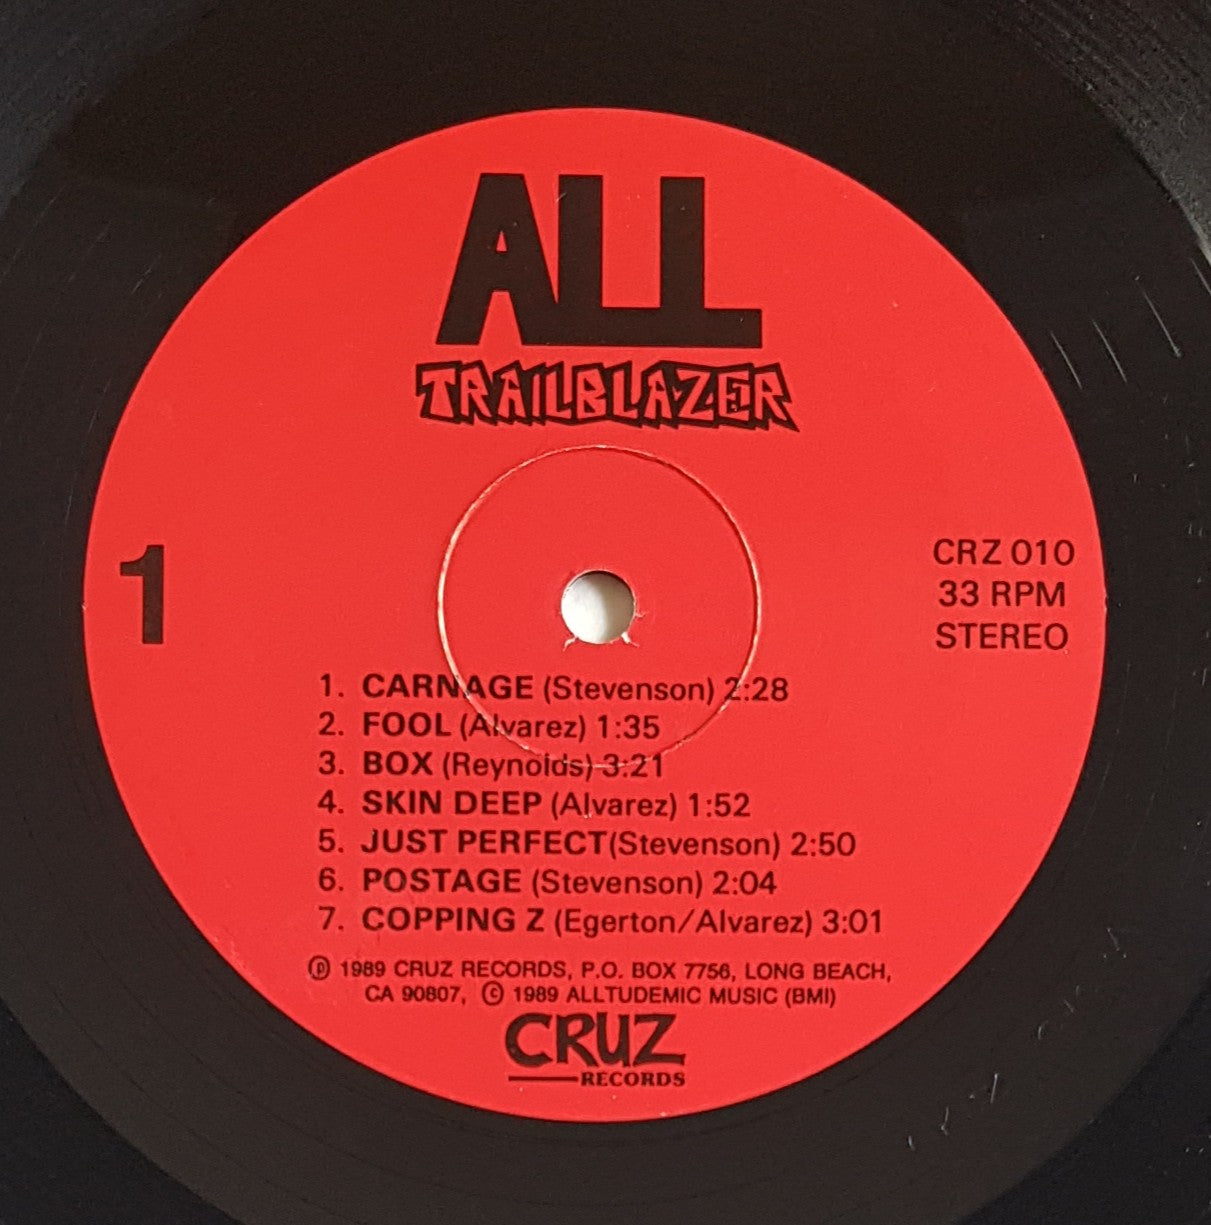 ALL
TRAILBLAZER
1
CRZ 010
33 RPM
STEREO
1. CARNAGE (Stevenson) 2:28
2. FOOL (Alvarez) 1:35
3. BOX (Reynolds) 3:21
4. SKIN DEEP (Alvarez) 1:52
5. JUST PERFECT(Stevenson) 2:50
6. POSTAGE (Stevenson) 2:04
7. COPPING Z (Egerton/Alvarez) 3:01
℗ 1989 CRUZ RECORDS, P.O. BOX 7756, LONG BEACH,
CA 90807, © 1989 ALLTUDEMIC MUSIC (BMI)
CRUZ
RECORDS